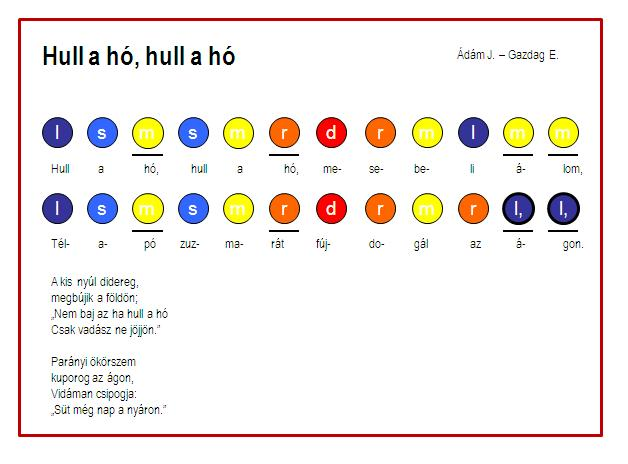 Hull a hó, hull a hó
Ádám J. – Gazdag E.
l s m s m r d r m l m m
Hull a hó, hull a hó, me- se- be- li á- lom,
l s m s m r d r m r l, l,
Tél- a- pó zuz- ma- rát fúj- do- gál az á- gon.
A kis nyúl didereg,
megbújik a földön;
„Nem baj az ha hull a hó
Csak vadász ne jöjjön.”
Parányi ökörszem
kuporog az ágon,
Vidáman csipogja:
„Süt még nap a nyáron.”